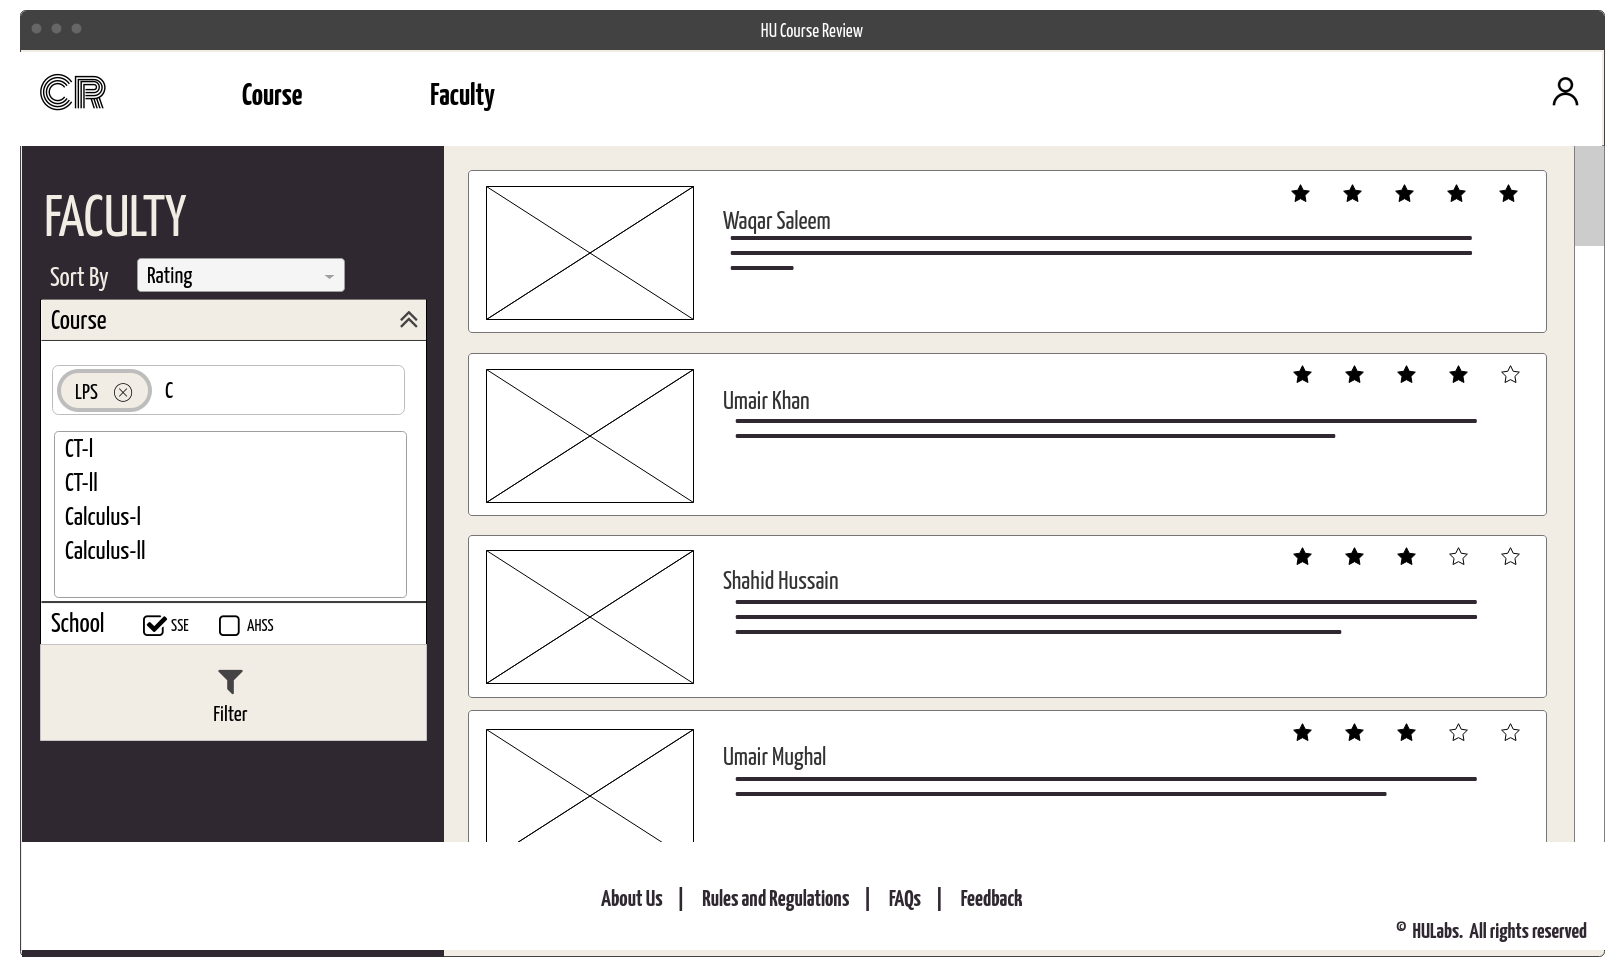 HU Course Review
CR
Course
Faculty
FACULTY
Sort By
Rating
Course
LPS
C
CT-I
CT-II
Calculus-I
Calculus-II
School
SSE
AHSS
Filter
Waqar Saleem
Umair Khan
Shahid Hussain
Umair Mughal
About Us | Rules and Regulations | FAQs | Feedback
© HULabs. All rights reserved